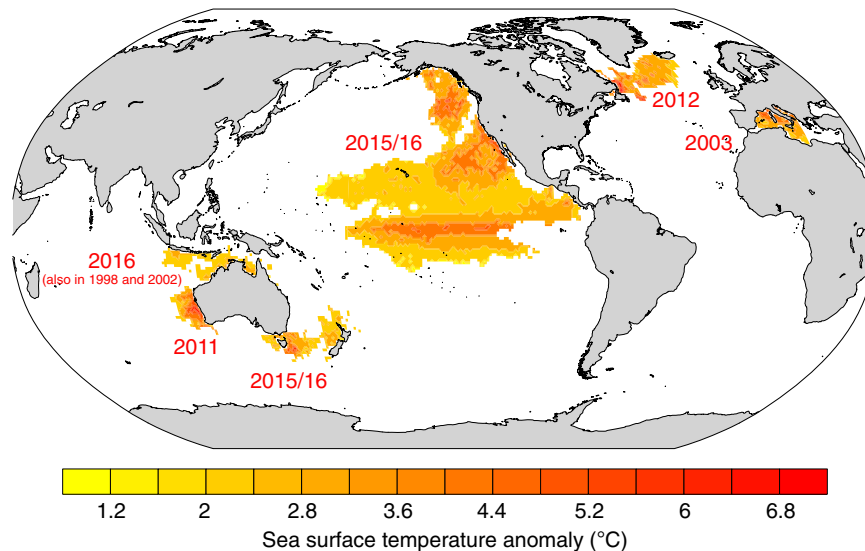 2012
2015/16
2003
2016
(also in 1998 and 2002)
2011
2015/16
1.2 2 2.8 3.6 4.4 5.2 6 6.8
Sea surface temperature anomaly (°C)